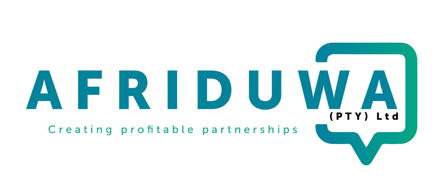 AFRIDUWA
(PTY) Ltd
Creating profitable partnerships